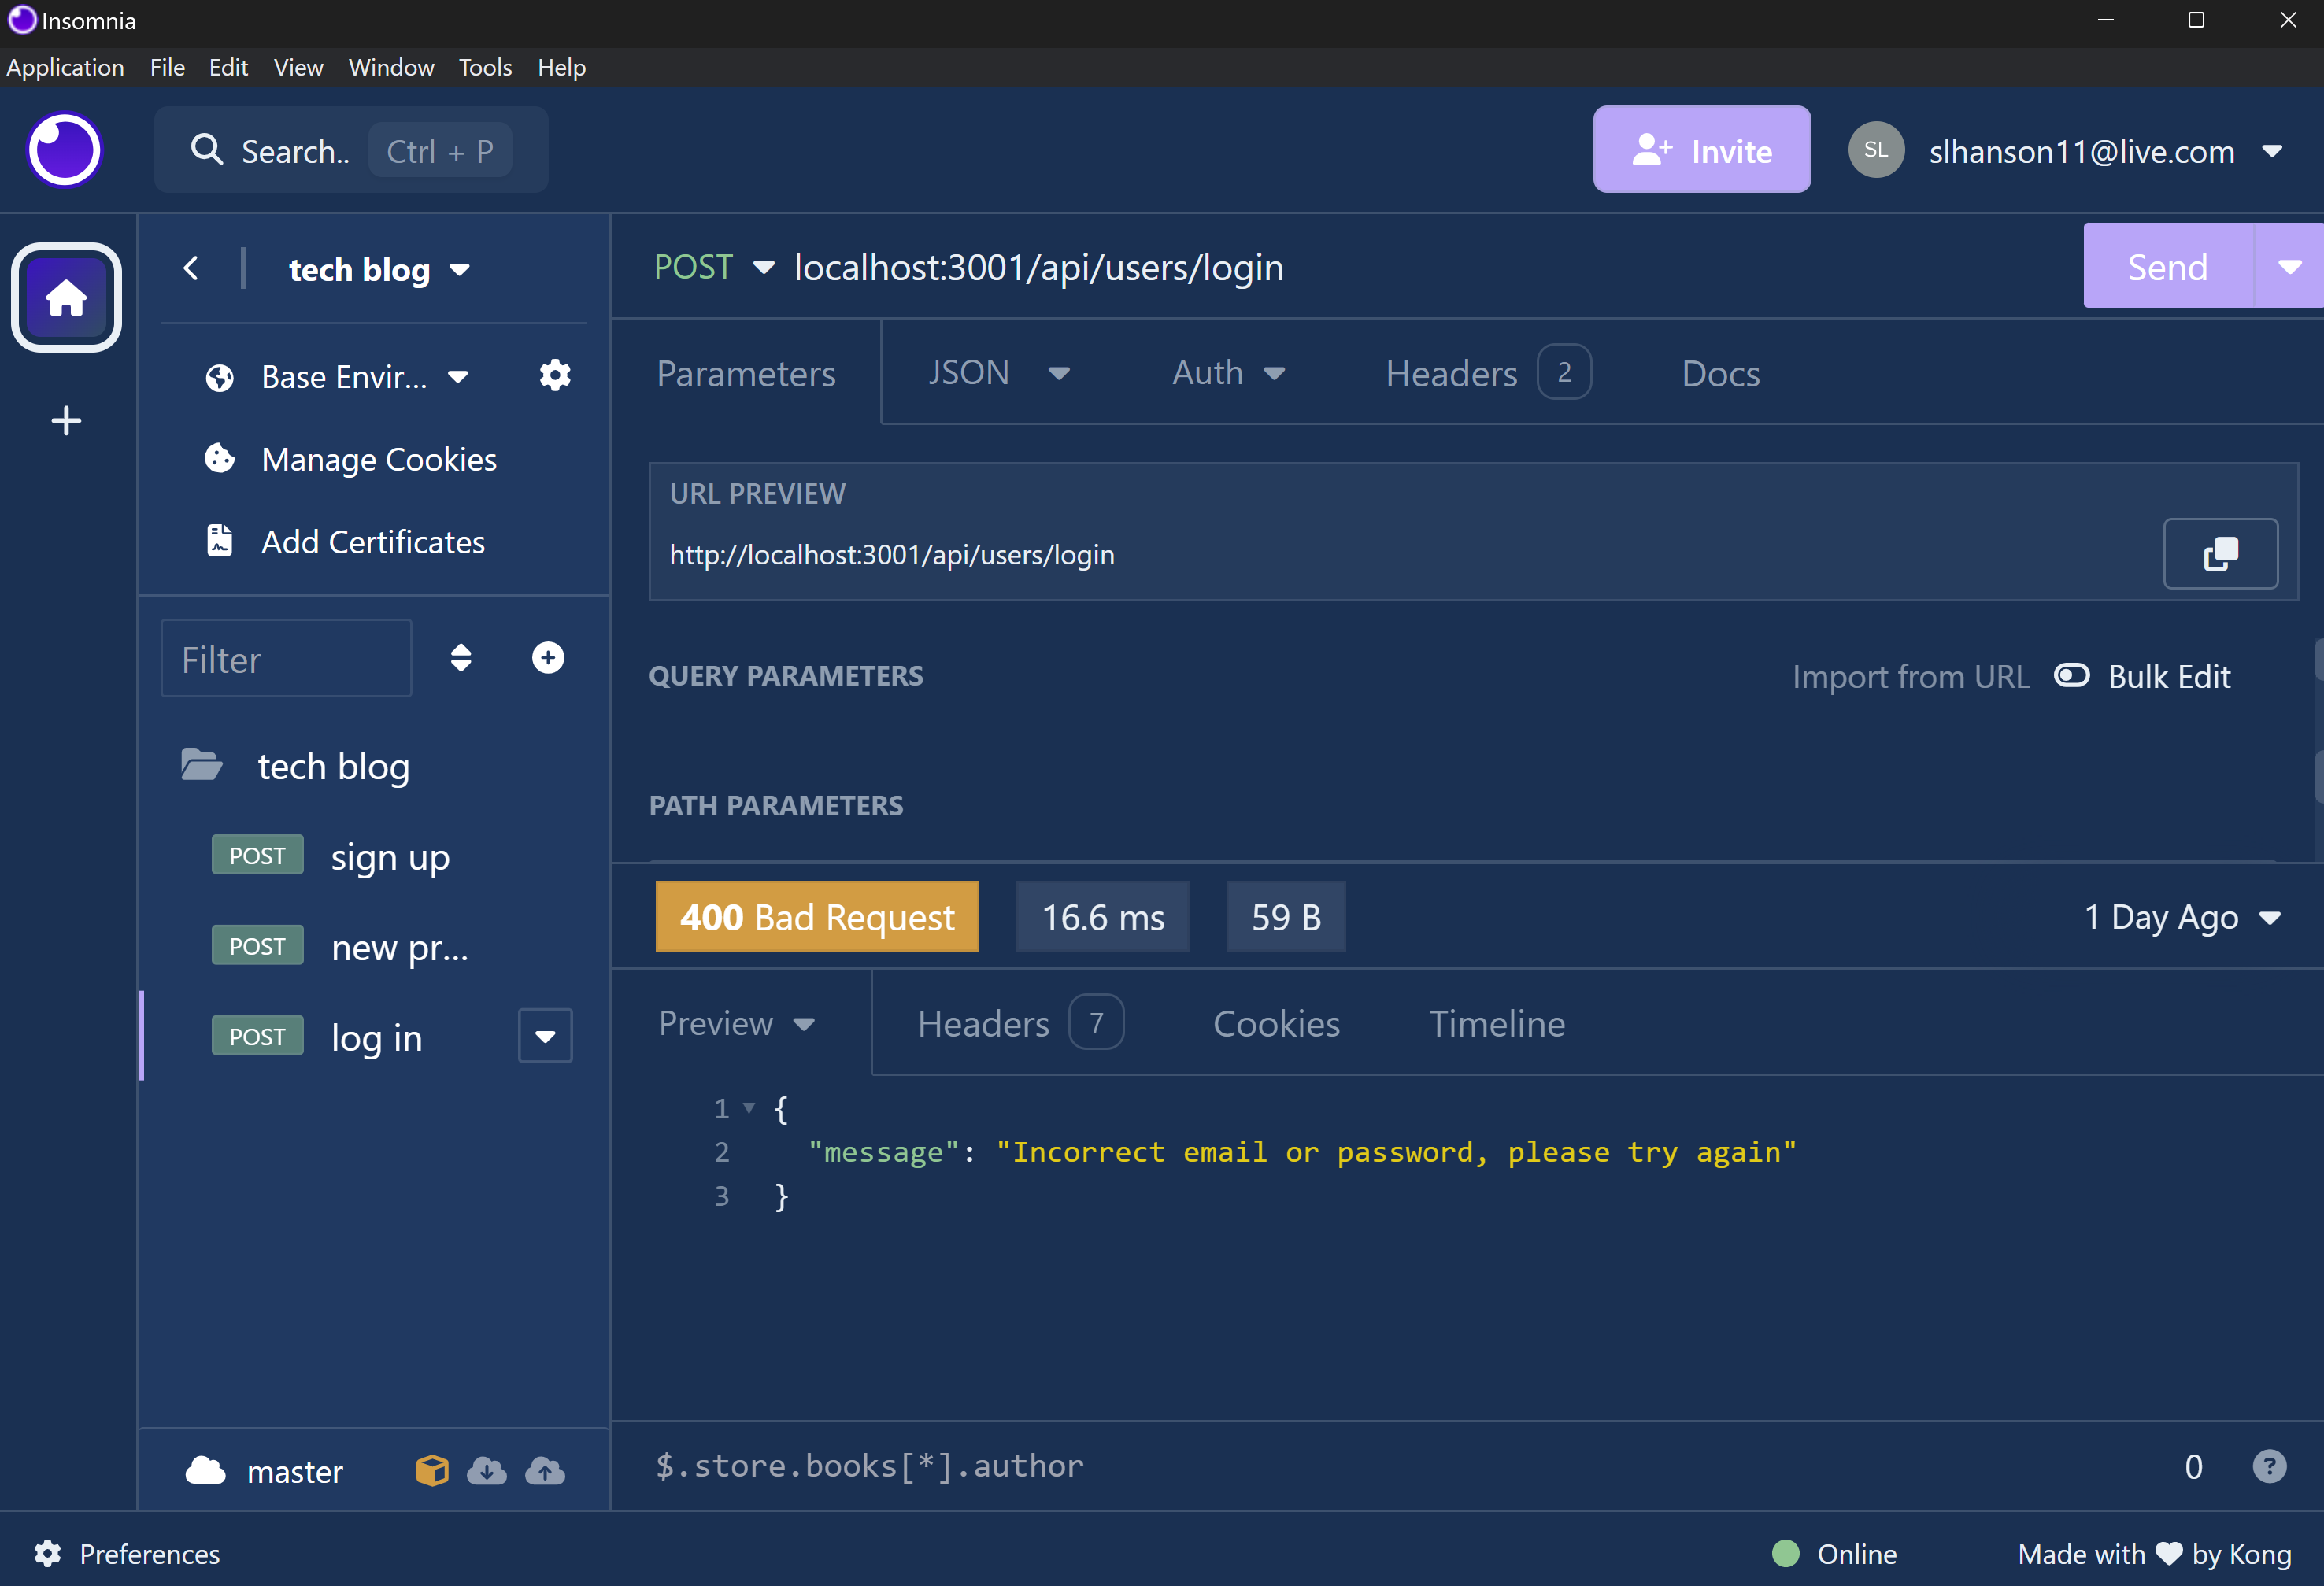 Insomnia
Application File Edit View Window Tools Help
Search.. Ctrl + P
Invite
SL
slhanson11@live.com
tech blog
POST localhost:3001/api/users/login
Send
Base Envir...
Manage Cookies
Add Certificates
Parameters JSON Auth Headers 2 Docs
URL PREVIEW
http://localhost:3001/api/users/login
QUERY PARAMETERS
Import from URL Bulk Edit
PATH PARAMETERS
Filter
tech blog
POST sign up
POST new pr...
POST log in
400 Bad Request 16.6 ms 59 B 1 Day Ago
Preview Headers 7 Cookies Timeline
1 {
2 "message": "Incorrect email or password, please try again"
3 }
master
$.store.books[*].author 0 ?
Preferences
Online
Made with ♥ by Kong